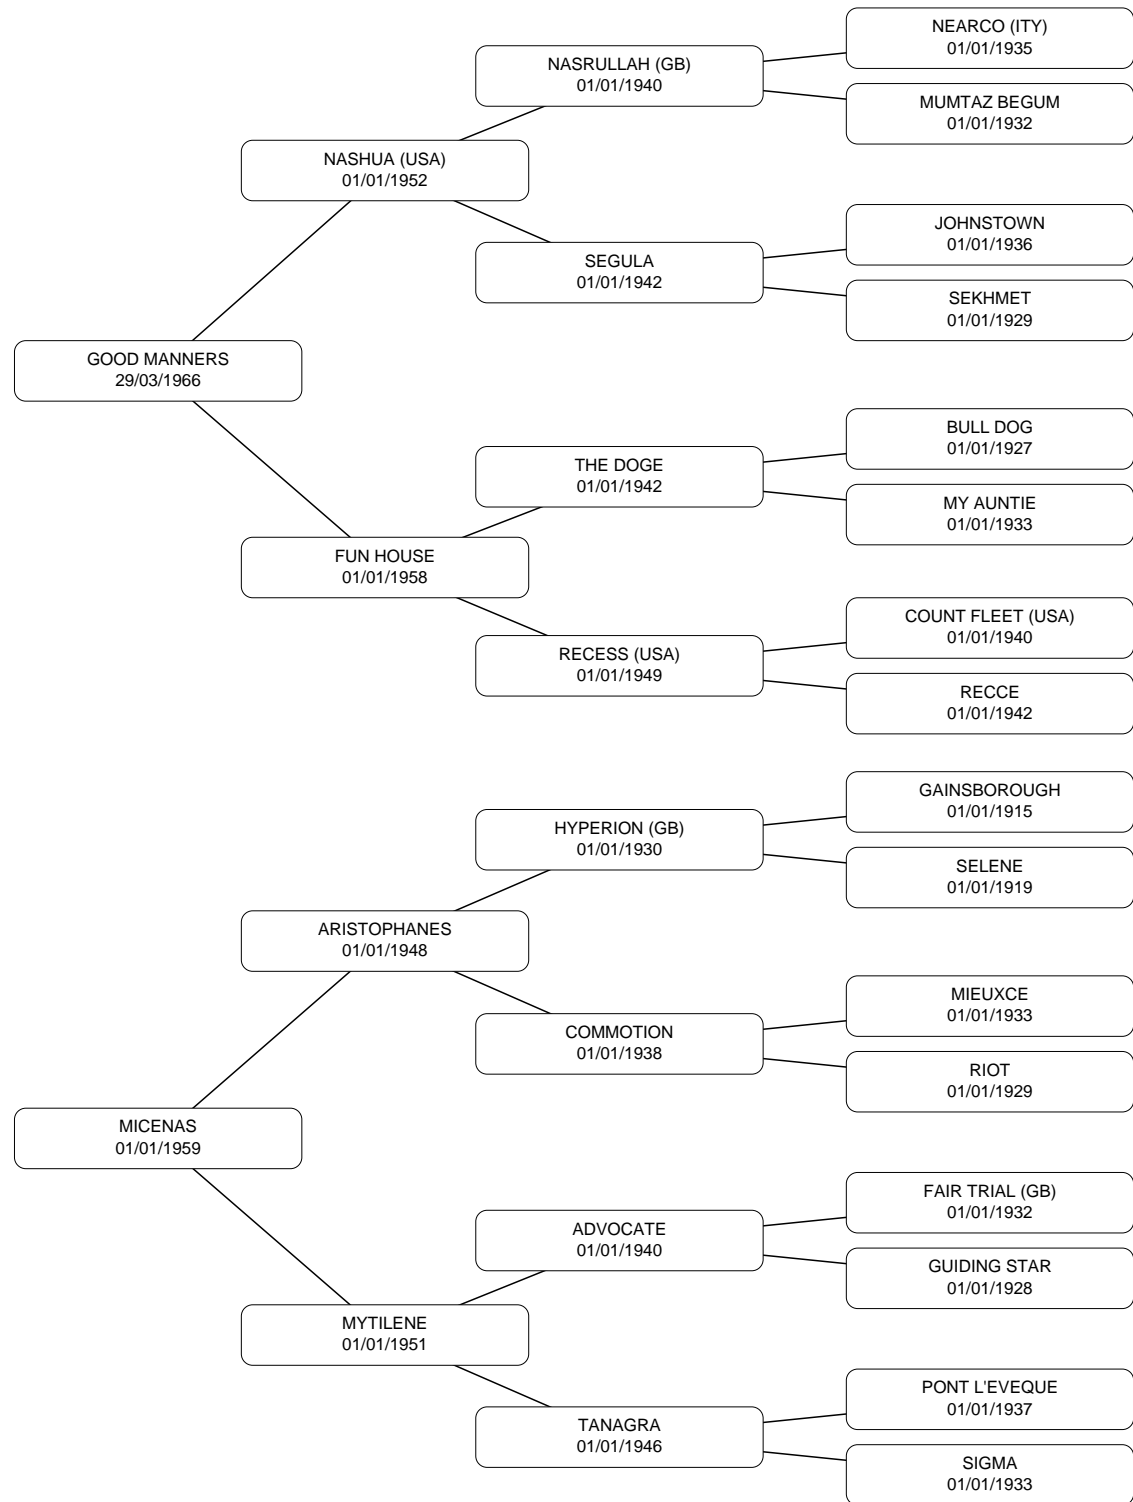 NEARCO (ITY)
01/01/1935
NASRULLAH (GB)
01/01/1940
MUMTAZ BEGUM
01/01/1932
NASHUA (USA)
01/01/1952
JOHNSTOWN
01/01/1936
SEGULA
01/01/1942
SEKHMET
01/01/1929
GOOD MANNERS
29/03/1966
BULL DOG
01/01/1927
THE DOGE
01/01/1942
MY AUNTIE
01/01/1933
FUN HOUSE
01/01/1958
COUNT FLEET (USA)
01/01/1940
RECESS (USA)
01/01/1949
RECCE
01/01/1942
GAINSBOROUGH
01/01/1915
HYPERION (GB)
01/01/1930
SELENE
01/01/1919
ARISTOPHANES
01/01/1948
MIEUXCE
01/01/1933
COMMOTION
01/01/1938
RIOT
01/01/1929
MICENAS
01/01/1959
FAIR TRIAL (GB)
01/01/1932
ADVOCATE
01/01/1940
GUIDING STAR
01/01/1928
MYTILENE
01/01/1951
PONT L'EVEQUE
01/01/1937
TANAGRA
01/01/1946
SIGMA
01/01/1933